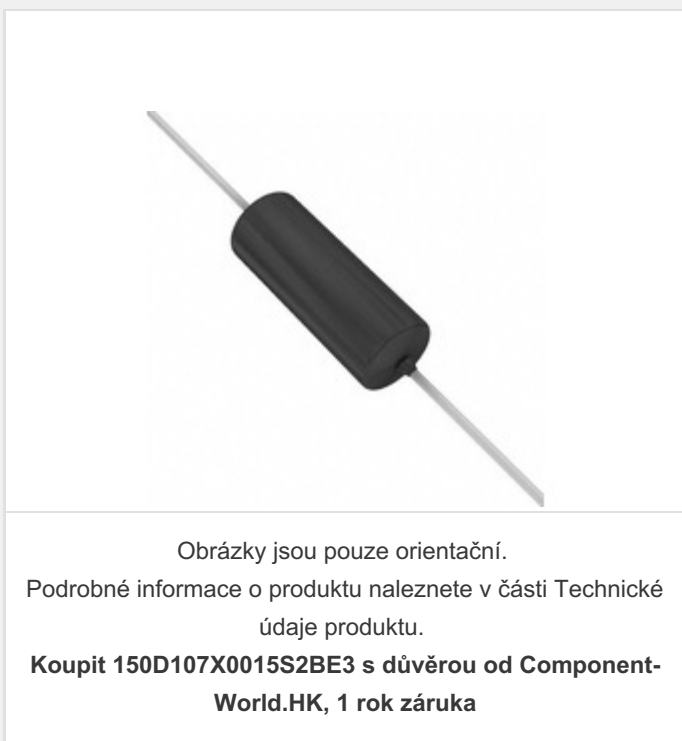 Obrázky jsou pouze orientační.
Podrobné informace o produktu naleznete v části Technické
údaje produktu.
Koupit 150D107X0015S2BE3 s důvěrou od Component-
World.HK, 1 rok záruka